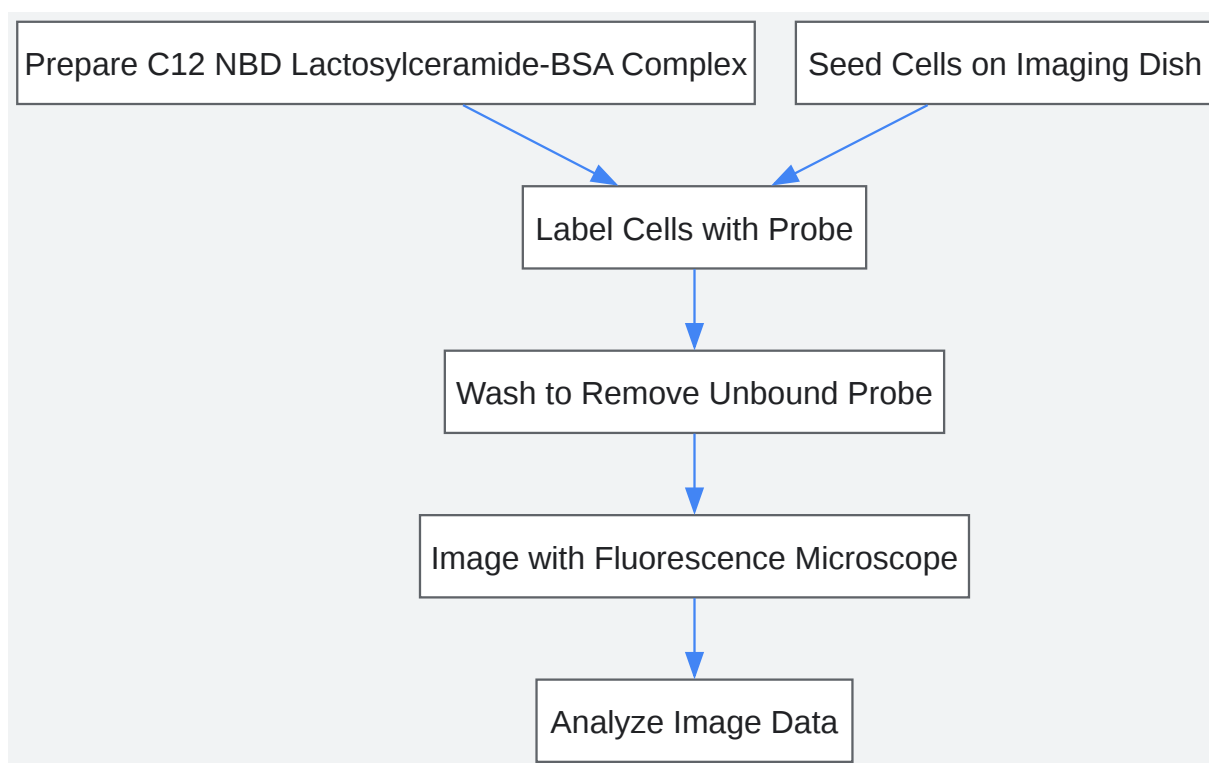 Prepare C12 NBD Lactosylceramide-BSA Complex
Seed Cells on Imaging Dish
Label Cells with Probe
Wash to Remove Unbound Probe
Image with Fluorescence Microscope
Analyze Image Data